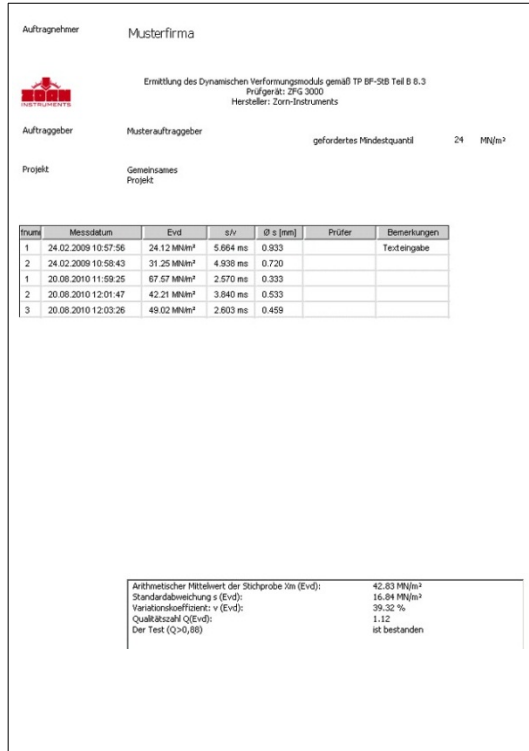 Auftragnehmer Musterfirma
ZORN
INSTRUMENTS
Ermittlung des Dynamischen Verformungsmoduls gemäß TP BF-StB Teil B 8.3
Prüfgerät: ZFG 3000
Hersteller: Zorn-Instruments
Auftraggeber Musterauftraggeber
gefordertes Mindestquantil 24 MN/m²
Projekt Gemeinsames
Projekt
Messdatum Evd s/v Ø s [mm] Prüfer Bemerkungen
1 24.02.2009 10:57:56 24.12 MN/m² 5.664 ms 0.933 Texteingabe
2 24.02.2009 10:58:43 31.25 MN/m² 4.938 ms 0.720
1 20.08.2010 11:59:25 67.57 MN/m² 2.570 ms 0.333
2 20.08.2010 12:01:47 42.21 MN/m² 3.840 ms 0.533
3 20.08.2010 12:03:26 49.02 MN/m² 2.603 ms 0.459
Arithmetischer Mittelwert der Stichprobe Xm (Evd): 42.83 MN/m²
Standardabweichung s (Evd): 16.84 MN/m²
Variationskoeffizient: v (Evd): 39.32 %
Qualitätszahl Q(Evd): 1.12
Der Test (Q>0,88) ist bestanden